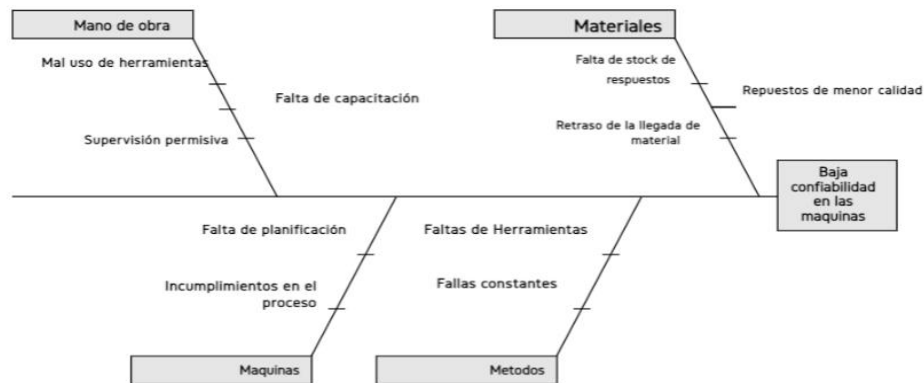 Mano de obra
Materiales
Mal uso de herramientas
Falta de capacitación
Supervisión permisiva
Falta de stock de
respuestos
Repuestos de menor calidad
Retraso de la llegada de
material
Baja
confiabilidad
en las
maquinas
Falta de planificación
Incumplimientos en el
proceso
Faltas de Herramientas
Fallas constantes
Maquinas
Metodos